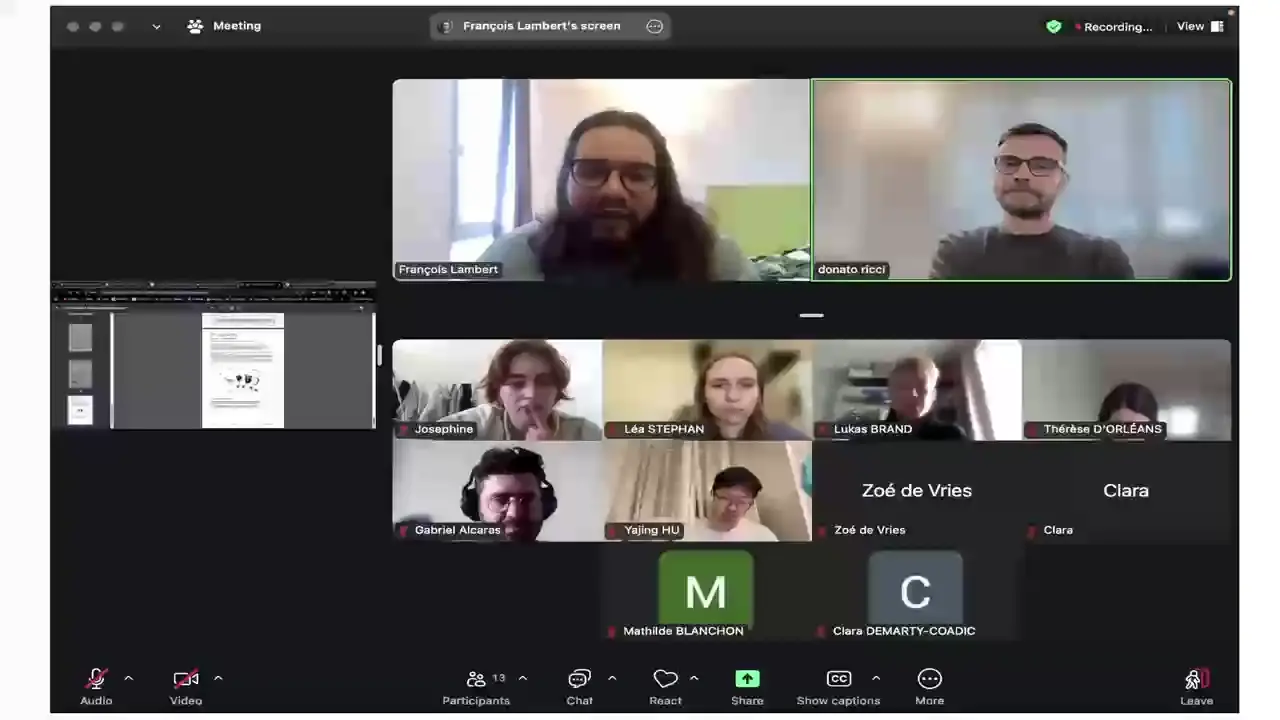 Meeting
François Lambert's screen
Recording...
View
François Lambert
donato ricci
Josephine
Léa STEPHAN
Lukas BRAND
Thérèse D'ORLÉANS
Zoé de Vries
Clara
Gabriel Alcaras
Yajing HU
Zoé de Vries
Clara
M
C
Mathilde BLANCHON
Clara DEMARTY-COADIC
13
CC
Audio
Video
Participants
Chat
React
Share
Show captions
More
Leave